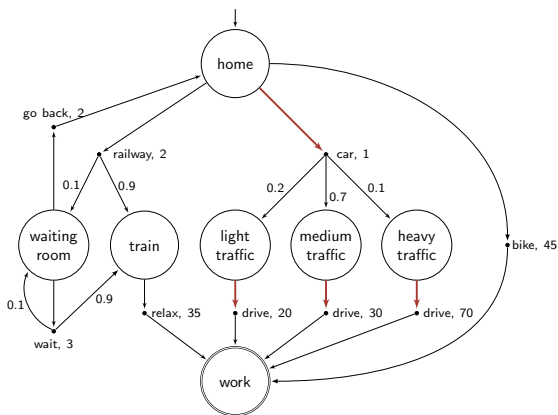 home
go back, 2
railway, 2
car, 1
0.1
0.9
0.2
0.7
0.1
waiting
room
train
light
traffic
medium
traffic
heavy
traffic
bike, 45
0.1
0.9
wait, 3
relax, 35
drive, 20
drive, 30
drive, 70
work